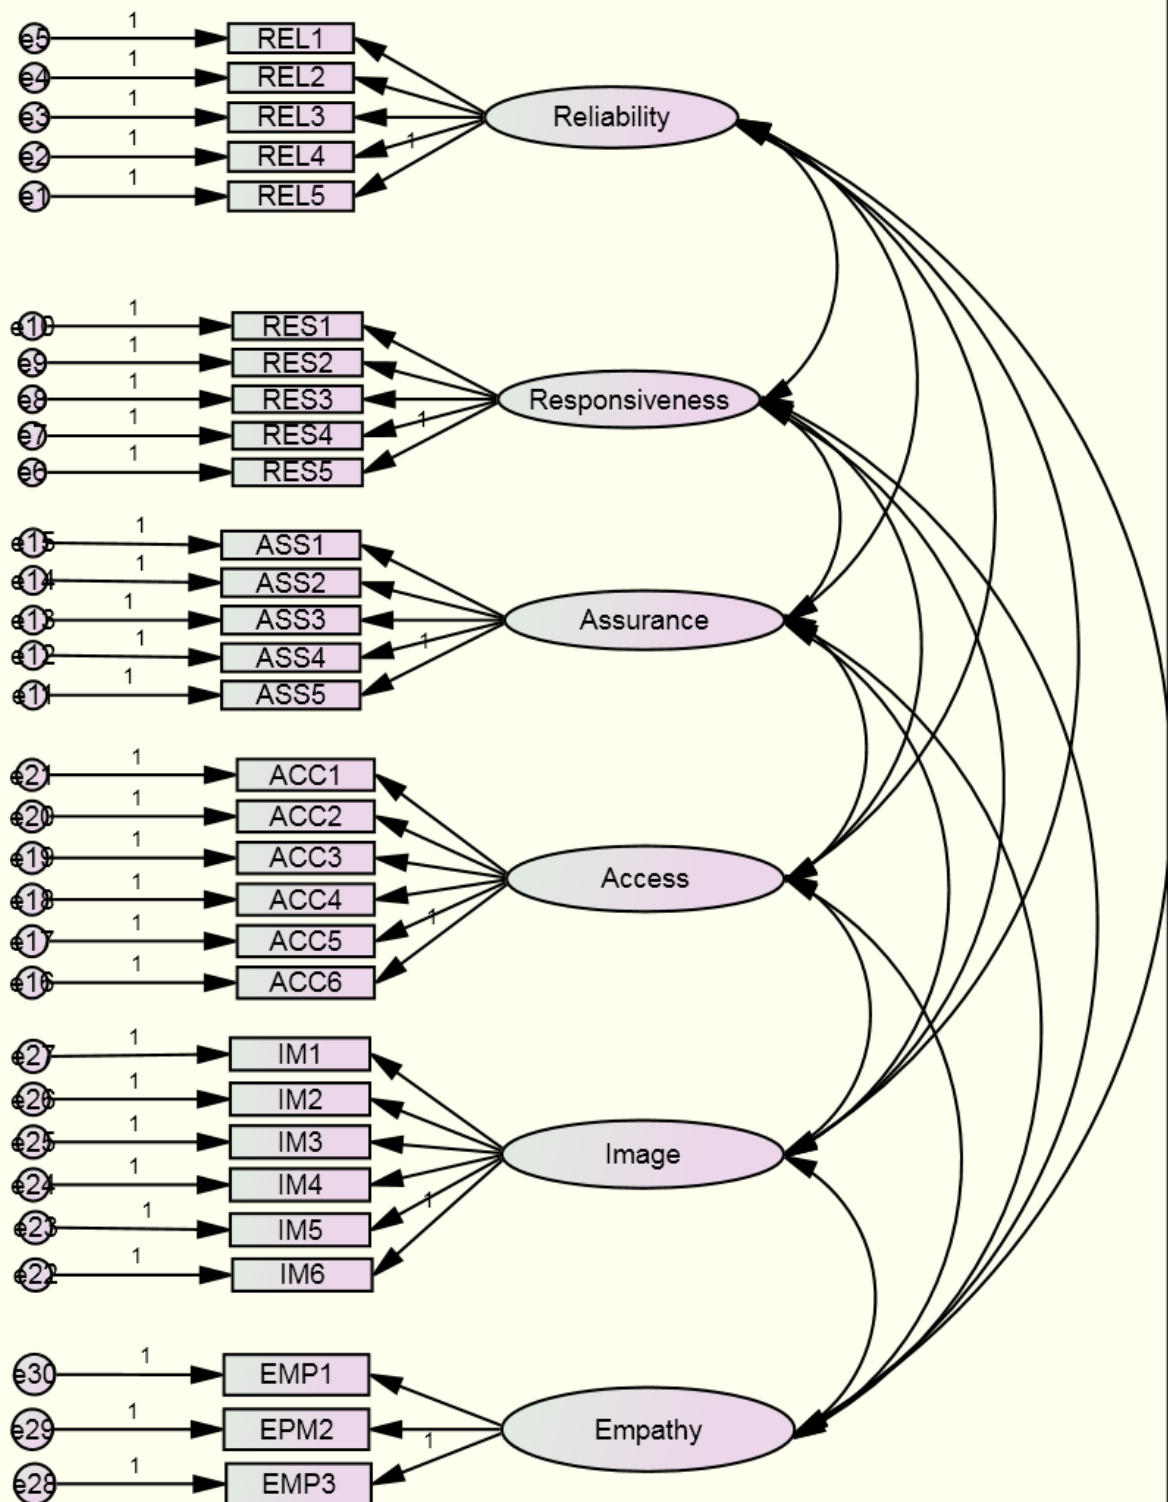 e5 1 REL1
e4 1 REL2
e3 1 REL3 Reliability
e2 1 REL4 1
e1 1 REL5
e10 1 RES1
e9 1 RES2
e8 1 RES3 Responsiveness
e7 1 RES4 1
e6 1 RES5
e15 1 ASS1
e14 1 ASS2
e13 1 ASS3 Assurance
e12 1 ASS4 1
e11 1 ASS5
e21 1 ACC1
e20 1 ACC2
e19 1 ACC3 Access
e18 1 ACC4
e17 1 ACC5 1
e16 1 ACC6
e27 1 IM1
e26 1 IM2
e25 1 IM3 Image
e24 1 IM4
e23 1 IM5 1
e22 1 IM6
e30 1 EMP1
e29 1 EPM2 Empathy
e28 1 EMP3 1